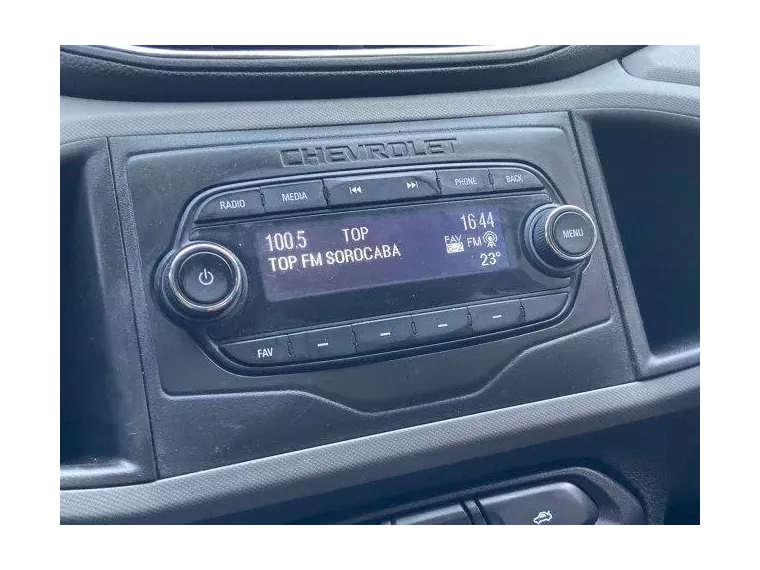 CHEVROLET
RADIO MEDIA PHONE BACK
100.5 TOP 16:44
TOP FM SOROCABA FAV FM
23°
MENU
FAV